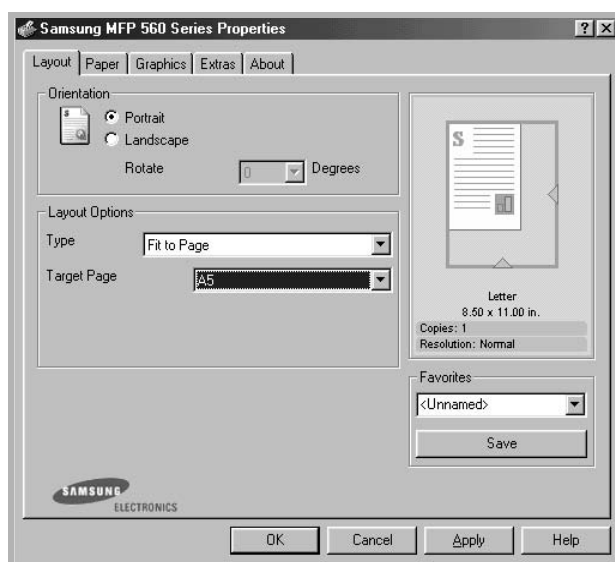 Samsung MFP 560 Series Properties
Layout Paper Graphics Extras About
Orientation
Portrait
Landscape
Rotate 0 Degrees
Layout Options
Type Fit to Page
Target Page A5
S
S
Letter
8.50 x 11.00 in.
Copies: 1
Resolution: Normal
Favorites
<Unnamed>
Save
SAMSUNG
ELECTRONICS
OK Cancel Apply Help